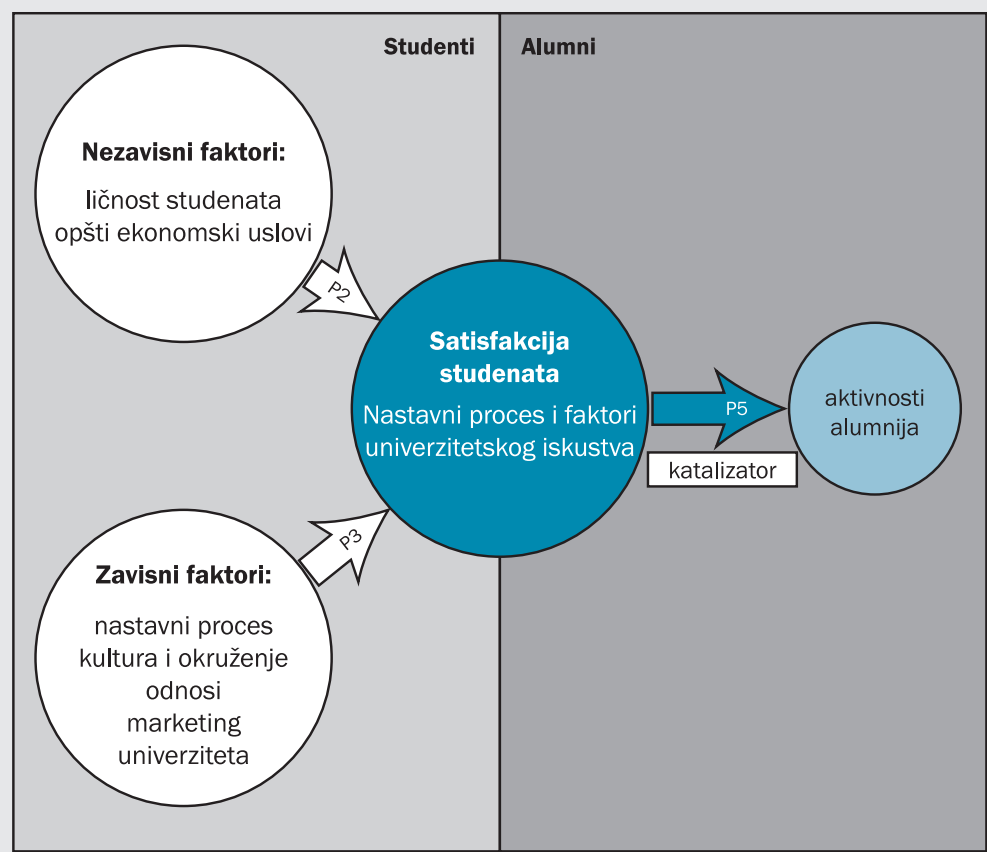 Studenti
Alumni
Nezavisni faktori:
ličnost studenata
opšti ekonomski uslovi
P2
Satisfakcija
studenata
Nastavni proces i faktori
univerzitetskog iskustva
P5
katalizator
aktivnosti
alumnija
P3
Zavisni faktori:
nastavni proces
kultura i okruženje
odnosi
marketing
univerziteta